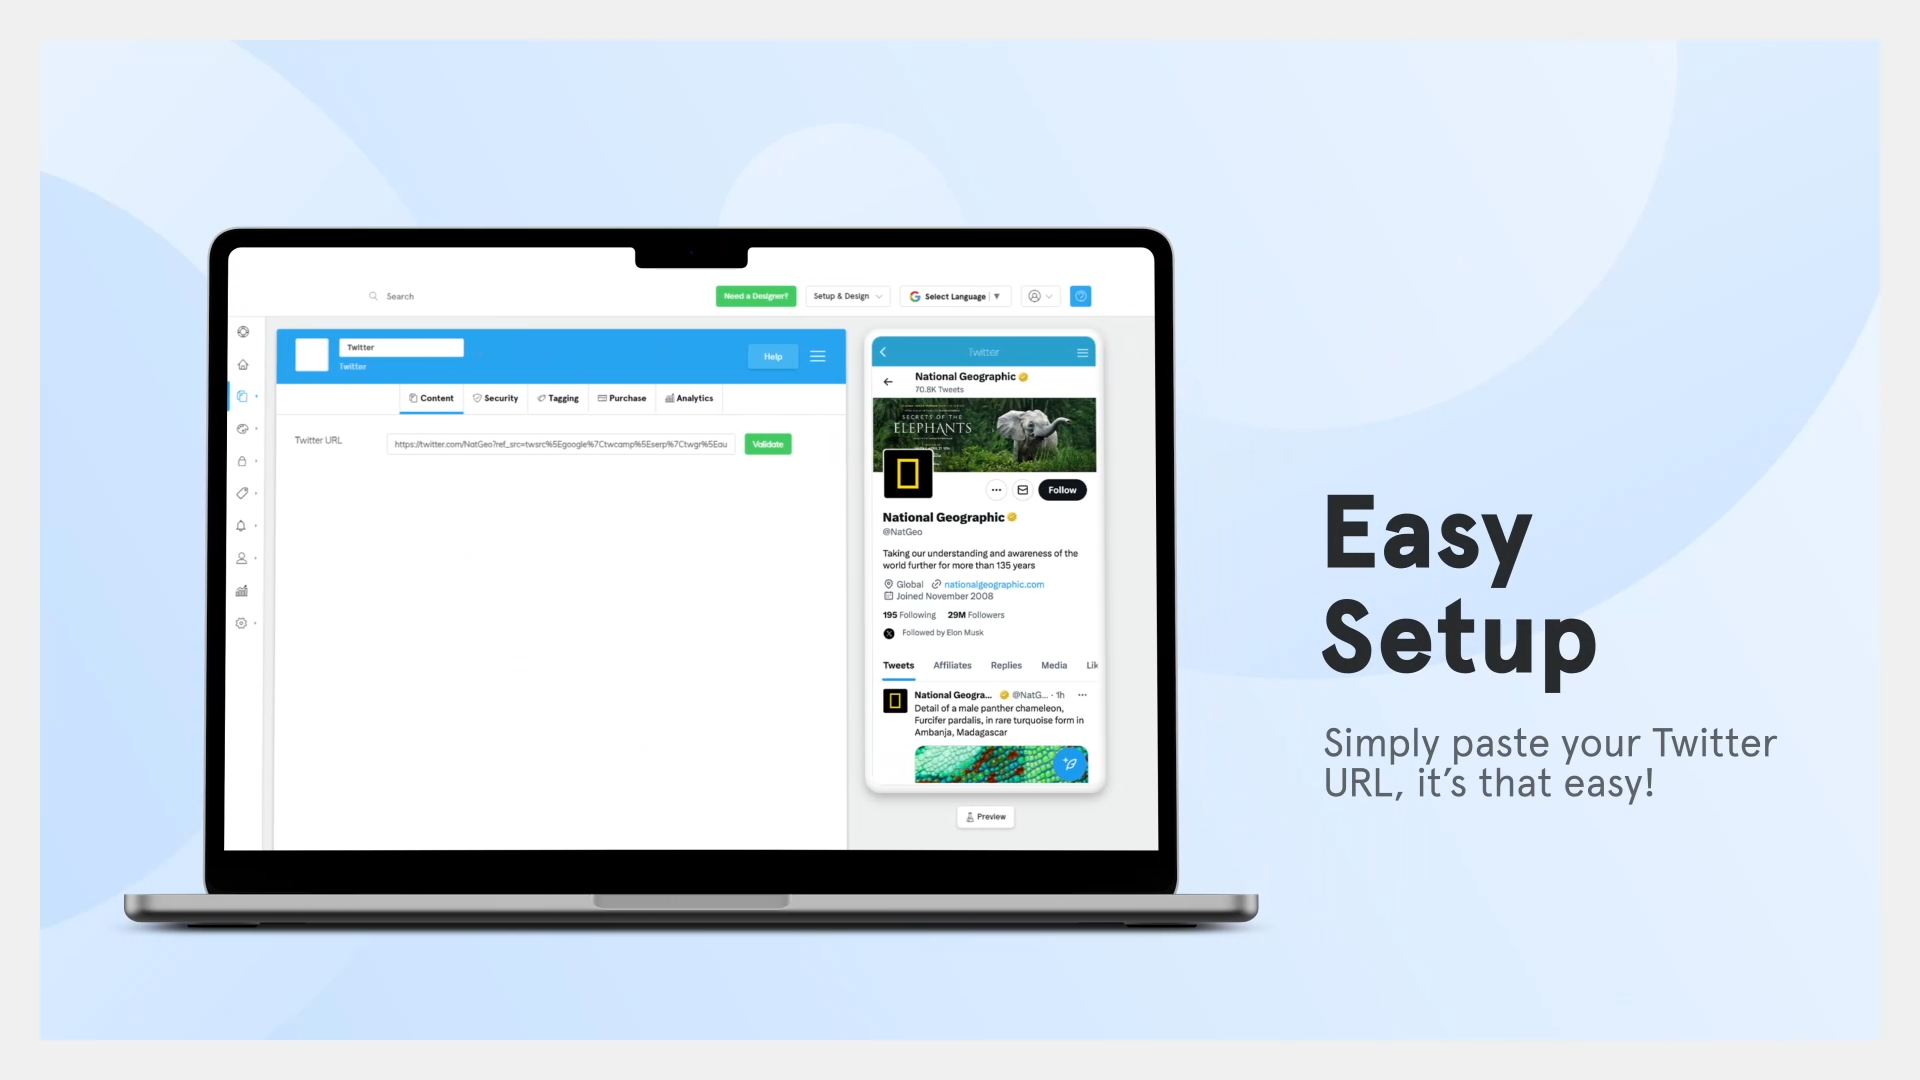 Search
Need a Designer?
Setup & Design
Select Language
Twitter
Twitter
Help
Content
Security
Tagging
Purchase
Analytics
Twitter URL
https://twitter.com/NatGeo?ref_src=twsrc%5Egoogle%7Ctwcamp%5Eserp%7Ctwgr%5Eau
Validate
Twitter
National Geographic
70.8K Tweets
SECRETS OF THE
ELEPHANTS
Follow
National Geographic
@NatGeo
Taking our understanding and awareness of the
world further for more than 135 years
Global nationalgeographic.com
Joined November 2008
195 Following 29M Followers
Followed by Elon Musk
Tweets Affiliates Replies Media Lik
National Geogra... @NatG... · 1h
Detail of a male panther chameleon,
Furcifer pardalis, in rare turquoise form in
Ambanja, Madagascar
Preview
Easy
Setup
Simply paste your Twitter
URL, it's that easy!